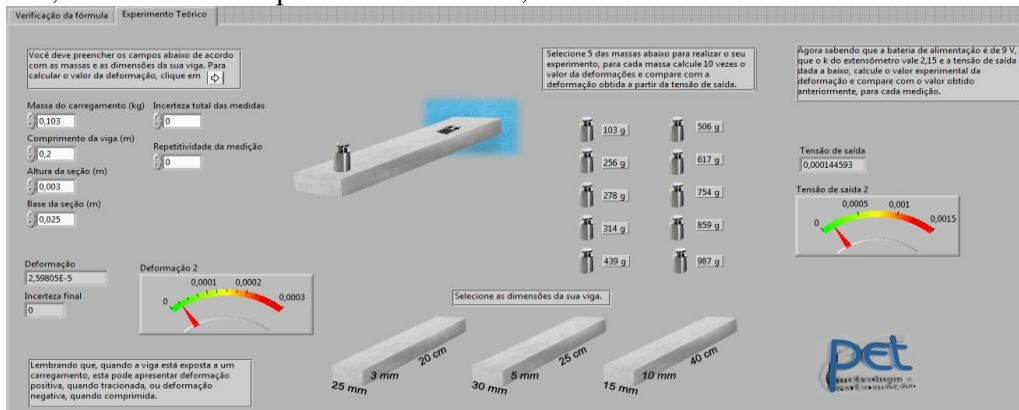 Verificação da fórmula
Experimento Teórico
Você deve preencher os campos abaixo de acordo
com as massas e as dimensões da sua viga. Para
calcular o valor da deformação, clique em
Massa do carregamento (kg)
0,103
Incerteza total das medidas
0
Comprimento da viga (m)
0,2
Repetitividade da medição
0
Altura da seção (m)
0,003
Base da seção (m)
0,025
Deformação
2,59805E-5
Incerteza final
0
Deformação 2
0
0,0001
0,0002
0,0003
Lembrando que, quando a viga está exposta a um
carregamento, esta pode apresentar deformação
positiva, quando tracionada, ou deformação
negativa, quando comprimida.
Selecione 5 das massas abaixo para realizar o seu
experimento, para cada massa calcule 10 vezes o
valor da deformações e compare com a
deformação obtida a partir da tensão de saída.
103 g
506 g
256 g
617 g
278 g
754 g
314 g
859 g
439 g
987 g
Selecione as dimensões da sua viga.
25 mm
3 mm
20 cm
30 mm
5 mm
25 cm
15 mm
10 mm
40 cm
Agora sabendo que a bateria de alimentação é de 9 V,
que o k do extensômetro vale 2,15 e a tensão de saída
dada a baixo, calcule o valor experimental da
deformação e compare com o valor obtido
anteriormente, para cada medição.
Tensão de saída
0,000144593
Tensão de saída 2
0
0,0005
0,001
0,0015
pet
metrologia e
automação